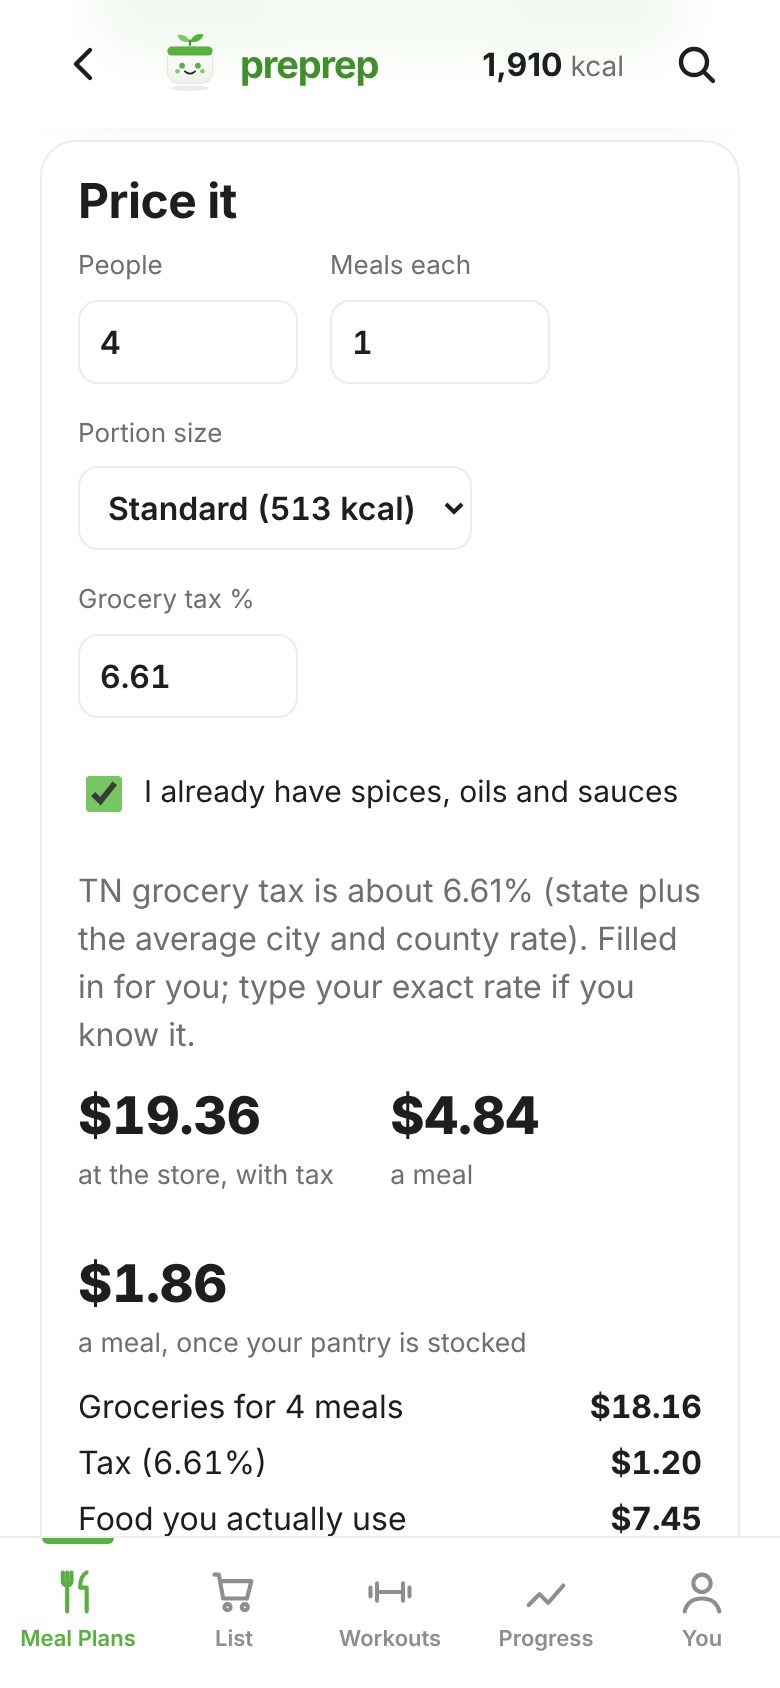 preprep
1,910 kcal
Price it
People
Meals each
4
1
Portion size
Standard (513 kcal)
Grocery tax %
6.61
I already have spices, oils and sauces
TN grocery tax is about 6.61% (state plus
the average city and county rate). Filled
in for you; type your exact rate if you
know it.
$19.36
at the store, with tax
$4.84
a meal
$1.86
a meal, once your pantry is stocked
Groceries for 4 meals $18.16
Tax (6.61%) $1.20
Food you actually use $7.45
Meal Plans
List
Workouts
Progress
You